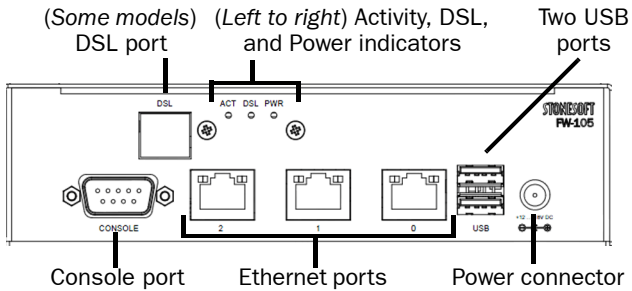 (Some models) (Left to right) Activity, DSL, Two USB
DSL port and Power indicators ports
DSL ACT DSL PWR
STONESOFT
FW-105
CONSOLE 2 1 0 USB
Console port Ethernet ports Power connector